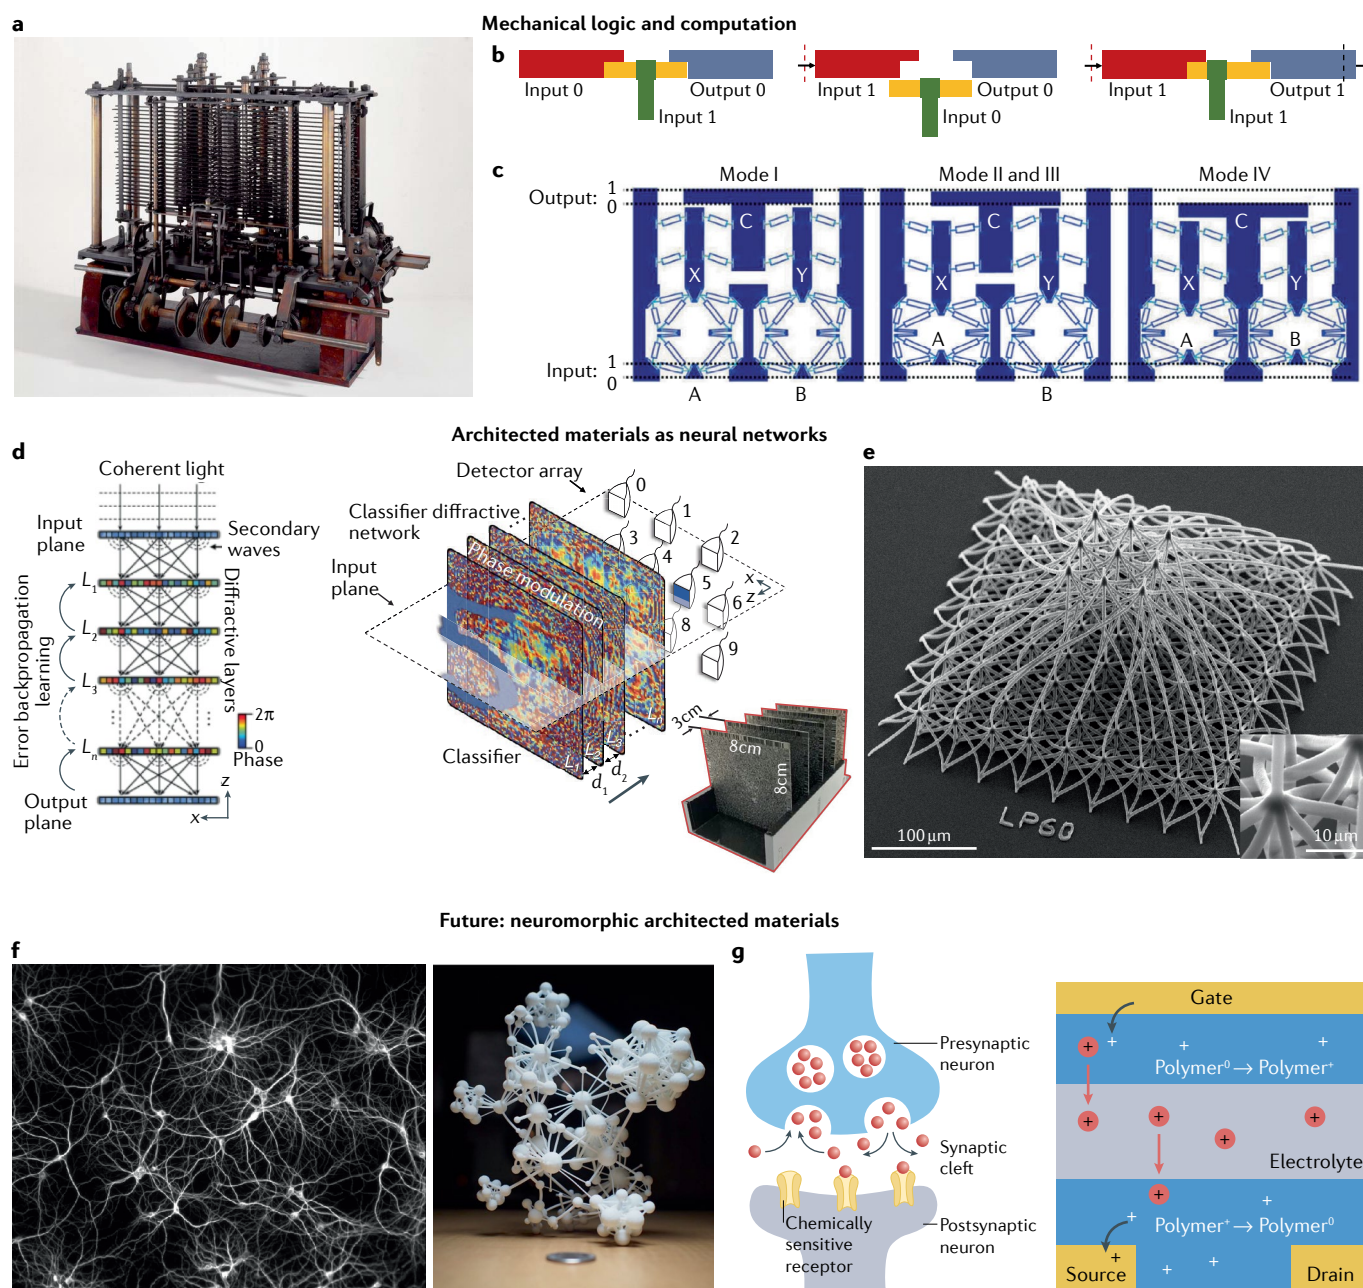 a
Mechanical logic and computation
b
Input 0
Output 0
Input 1
Input 1
Output 0
Input 0
Input 1
Output 1
Input 1
c
Mode I
Mode II and III
Mode IV
Output:
1
0
C
C
C
X
Y
X
Y
X
Y
A
A
B
Input:
1
0
A
B
B
Architected materials as neural networks
d
Coherent light
Input
plane
Secondary
waves
L1
L2
L3
Ln
Error backpropagation
learning
Diffractive layers
2π
0
Phase
Output
plane
z
x
Detector array
Classifier diffractive
network
Input
plane
Phase modulation
0
1
2
3
4
5
6
8
9
x
z
L1
L2
L3
Classifier
d1
d2
3cm
8cm
8cm
e
LP60
100 µm
10 µm
Future: neuromorphic architected materials
f
g
Presynaptic
neuron
Synaptic
cleft
Chemically
sensitive
receptor
Postsynaptic
neuron
Gate
+
+
+
+
Polymer⁰ → Polymer⁺
+
+
+
+
Electrolyte
+
+
+
Polymer⁺ → Polymer⁰
+
+
+
Source
Drain